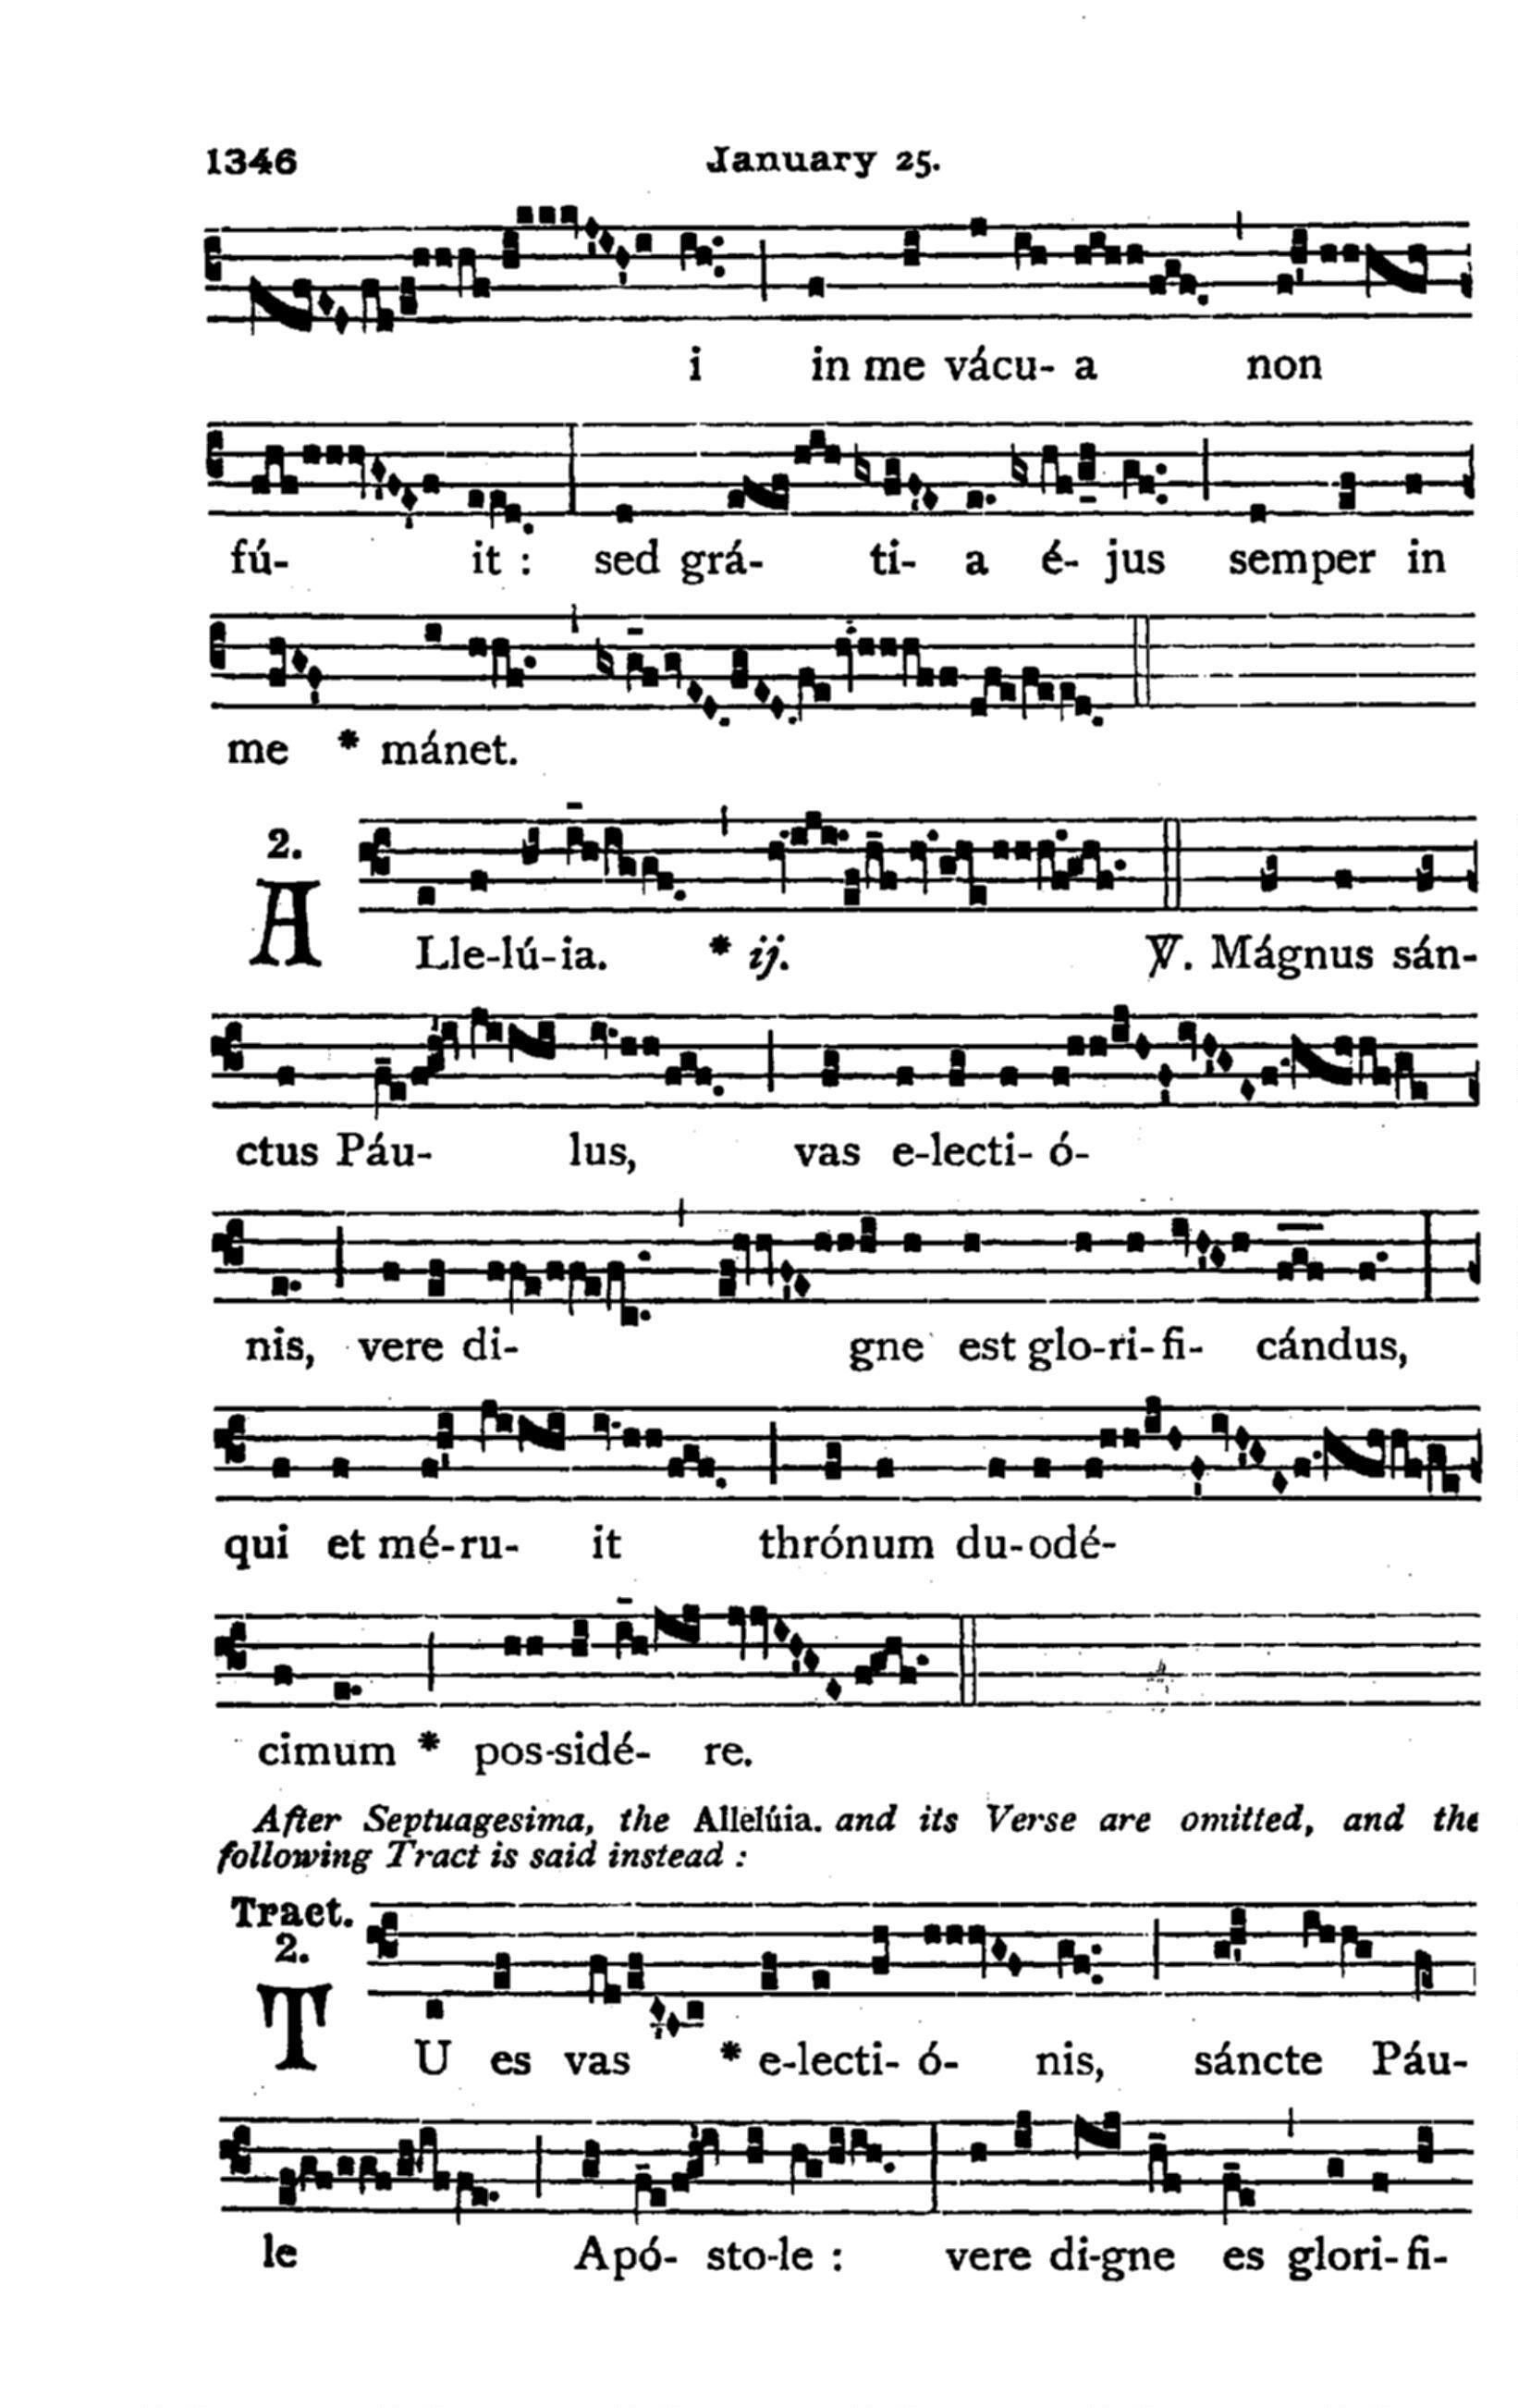 1346 January 25.
i in me vácu- a non
fú- it : sed grá- ti- a é- jus semper in
me * mánet.
2.
ALle-lú-ia. * ij. ℣. Mágnus sán-
ctus Páu- lus, vas e-lecti- ó-
nis, vere di- gne est glo-ri-fi- cándus,
qui et mé-ru- it thrónum du-odé-
cimum * pos-sidé- re.
After Septuagesima, the Allelúia. and its Verse are omitted, and the
following Tract is said instead :
Tract.
2.
TU es vas * e-lecti- ó- nis, sáncte Páu-
le Apó- sto-le : vere di-gne es glori-fi-